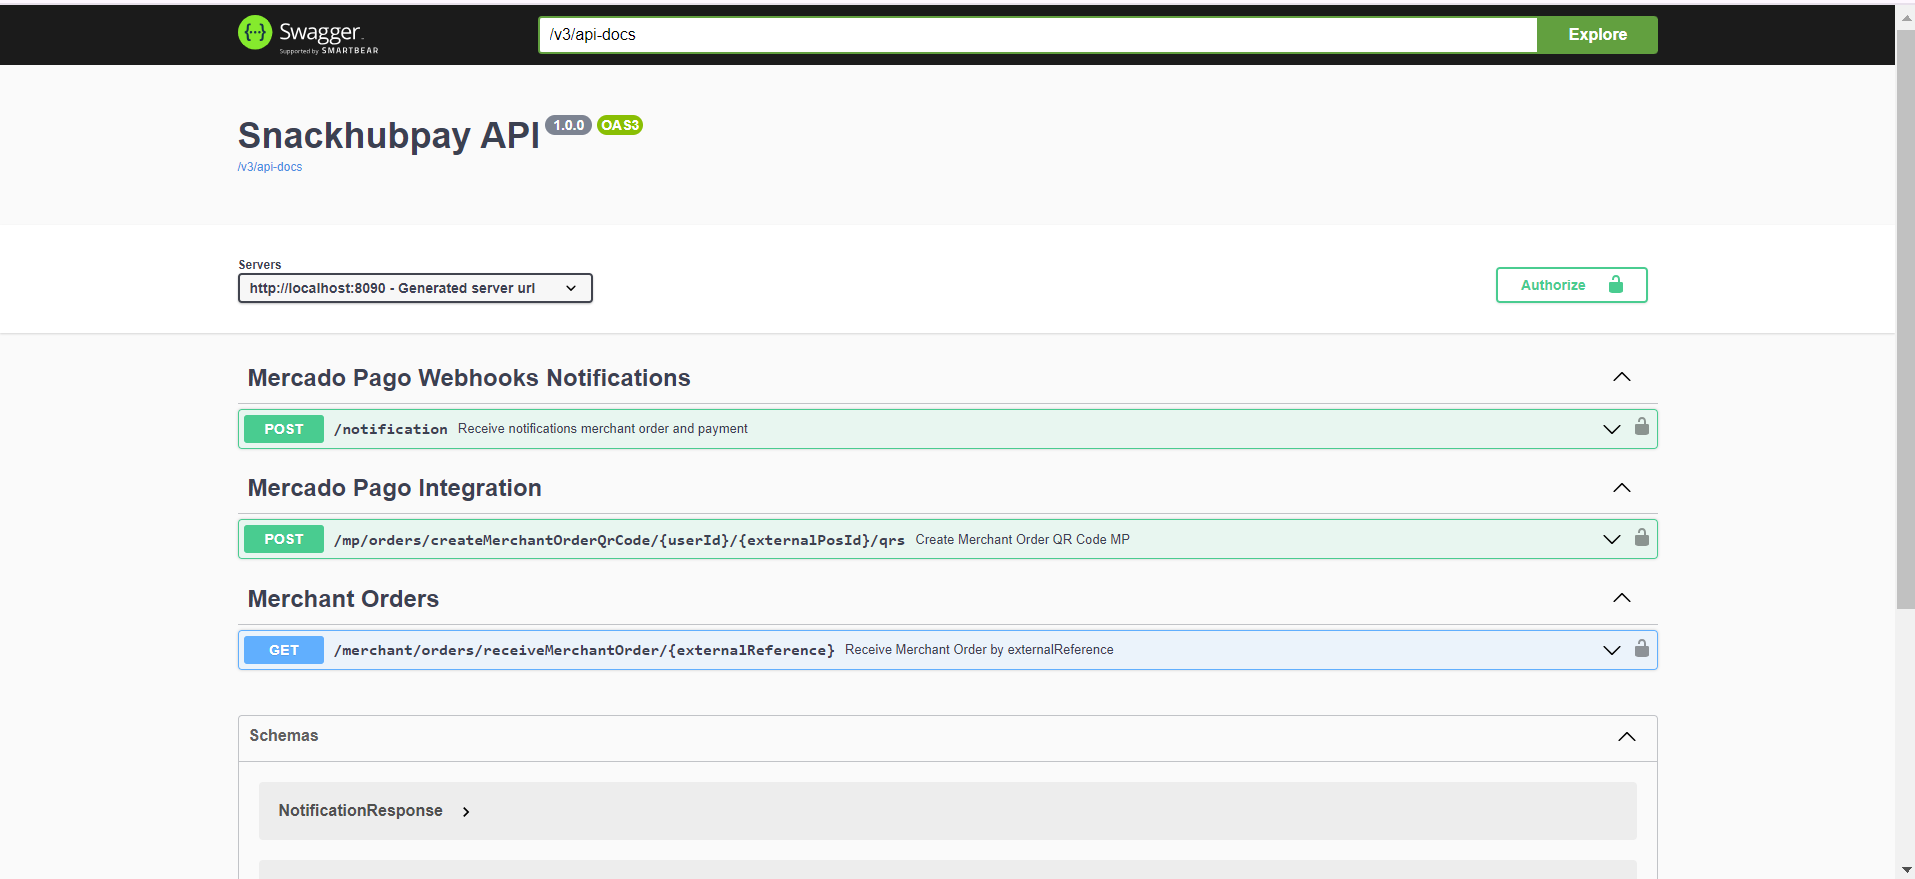 Swagger.
Supported by SMARTBEAR
/v3/api-docs
Explore
Snackhubpay API 1.0.0 OAS3
/v3/api-docs
Servers
http://localhost:8090 - Generated server url
Authorize
Mercado Pago Webhooks Notifications
POST /notification Receive notifications merchant order and payment
Mercado Pago Integration
POST /mp/orders/createMerchantOrderQrCode/{userId}/{externalPosId}/qrs Create Merchant Order QR Code MP
Merchant Orders
GET /merchant/orders/receiveMerchantOrder/{externalReference} Receive Merchant Order by externalReference
Schemas
NotificationResponse